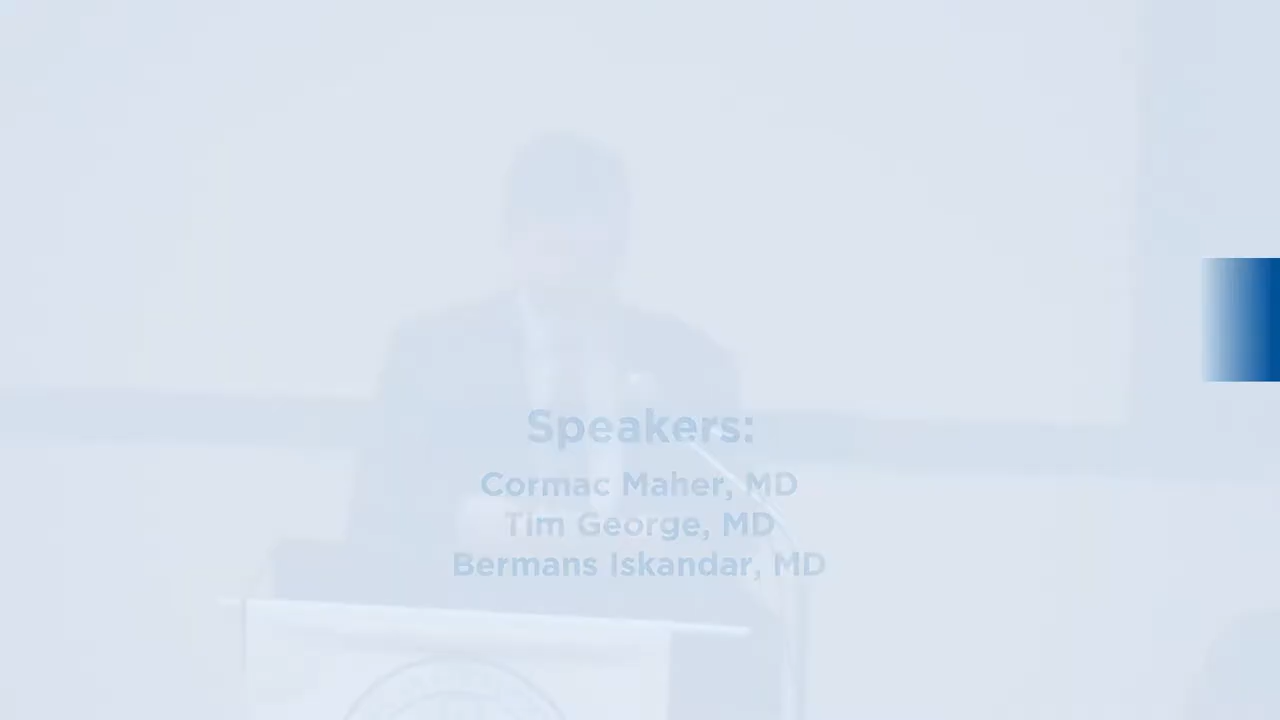 Speakers:
Cormac Maher, MD
Tim George, MD
Bermans Iskandar, MD